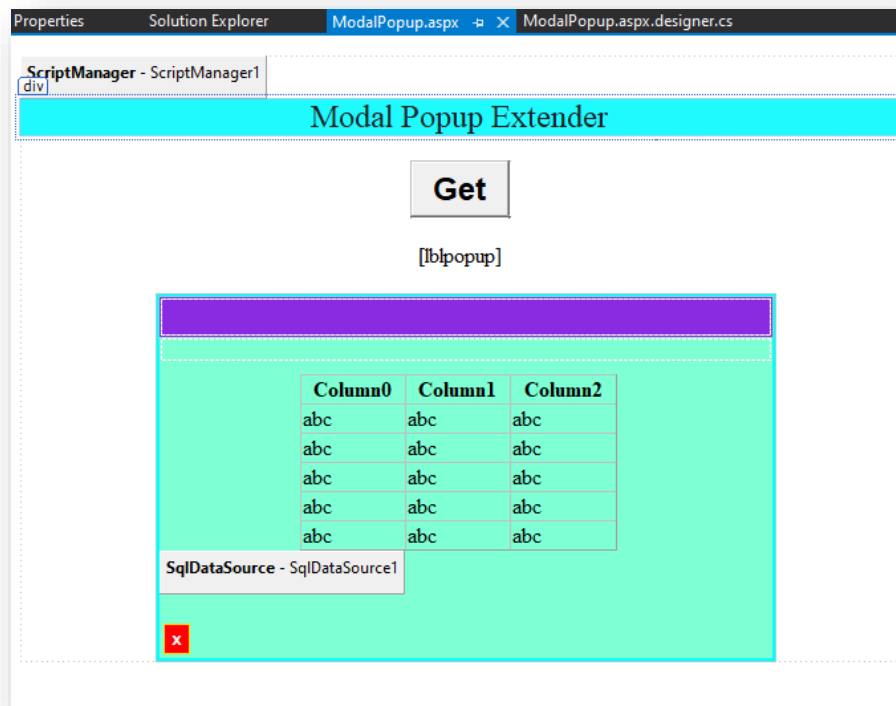 Properties Solution Explorer ModalPopup.aspx ModalPopup.aspx.designer.cs
ScriptManager - ScriptManager1
div
Modal Popup Extender
Get
[lblpopup]
Column0 Column1 Column2
abc abc abc
abc abc abc
abc abc abc
abc abc abc
abc abc abc
SqlDataSource - SqlDataSource1
x